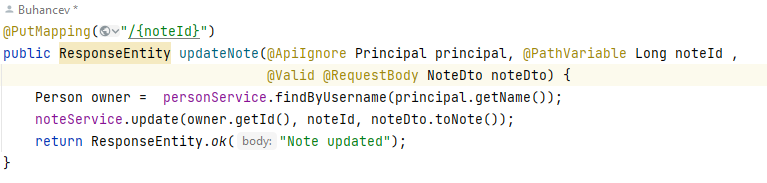 Buhancev *
@PutMapping("/{noteId}")
public ResponseEntity updateNote(@ApiIgnore Principal principal, @PathVariable Long noteId ,
@Valid @RequestBody NoteDto noteDto) {
Person owner =  personService.findByUsername(principal.getName());
noteService.update(owner.getId(), noteId, noteDto.toNote());
return ResponseEntity.ok( body: "Note updated");
}